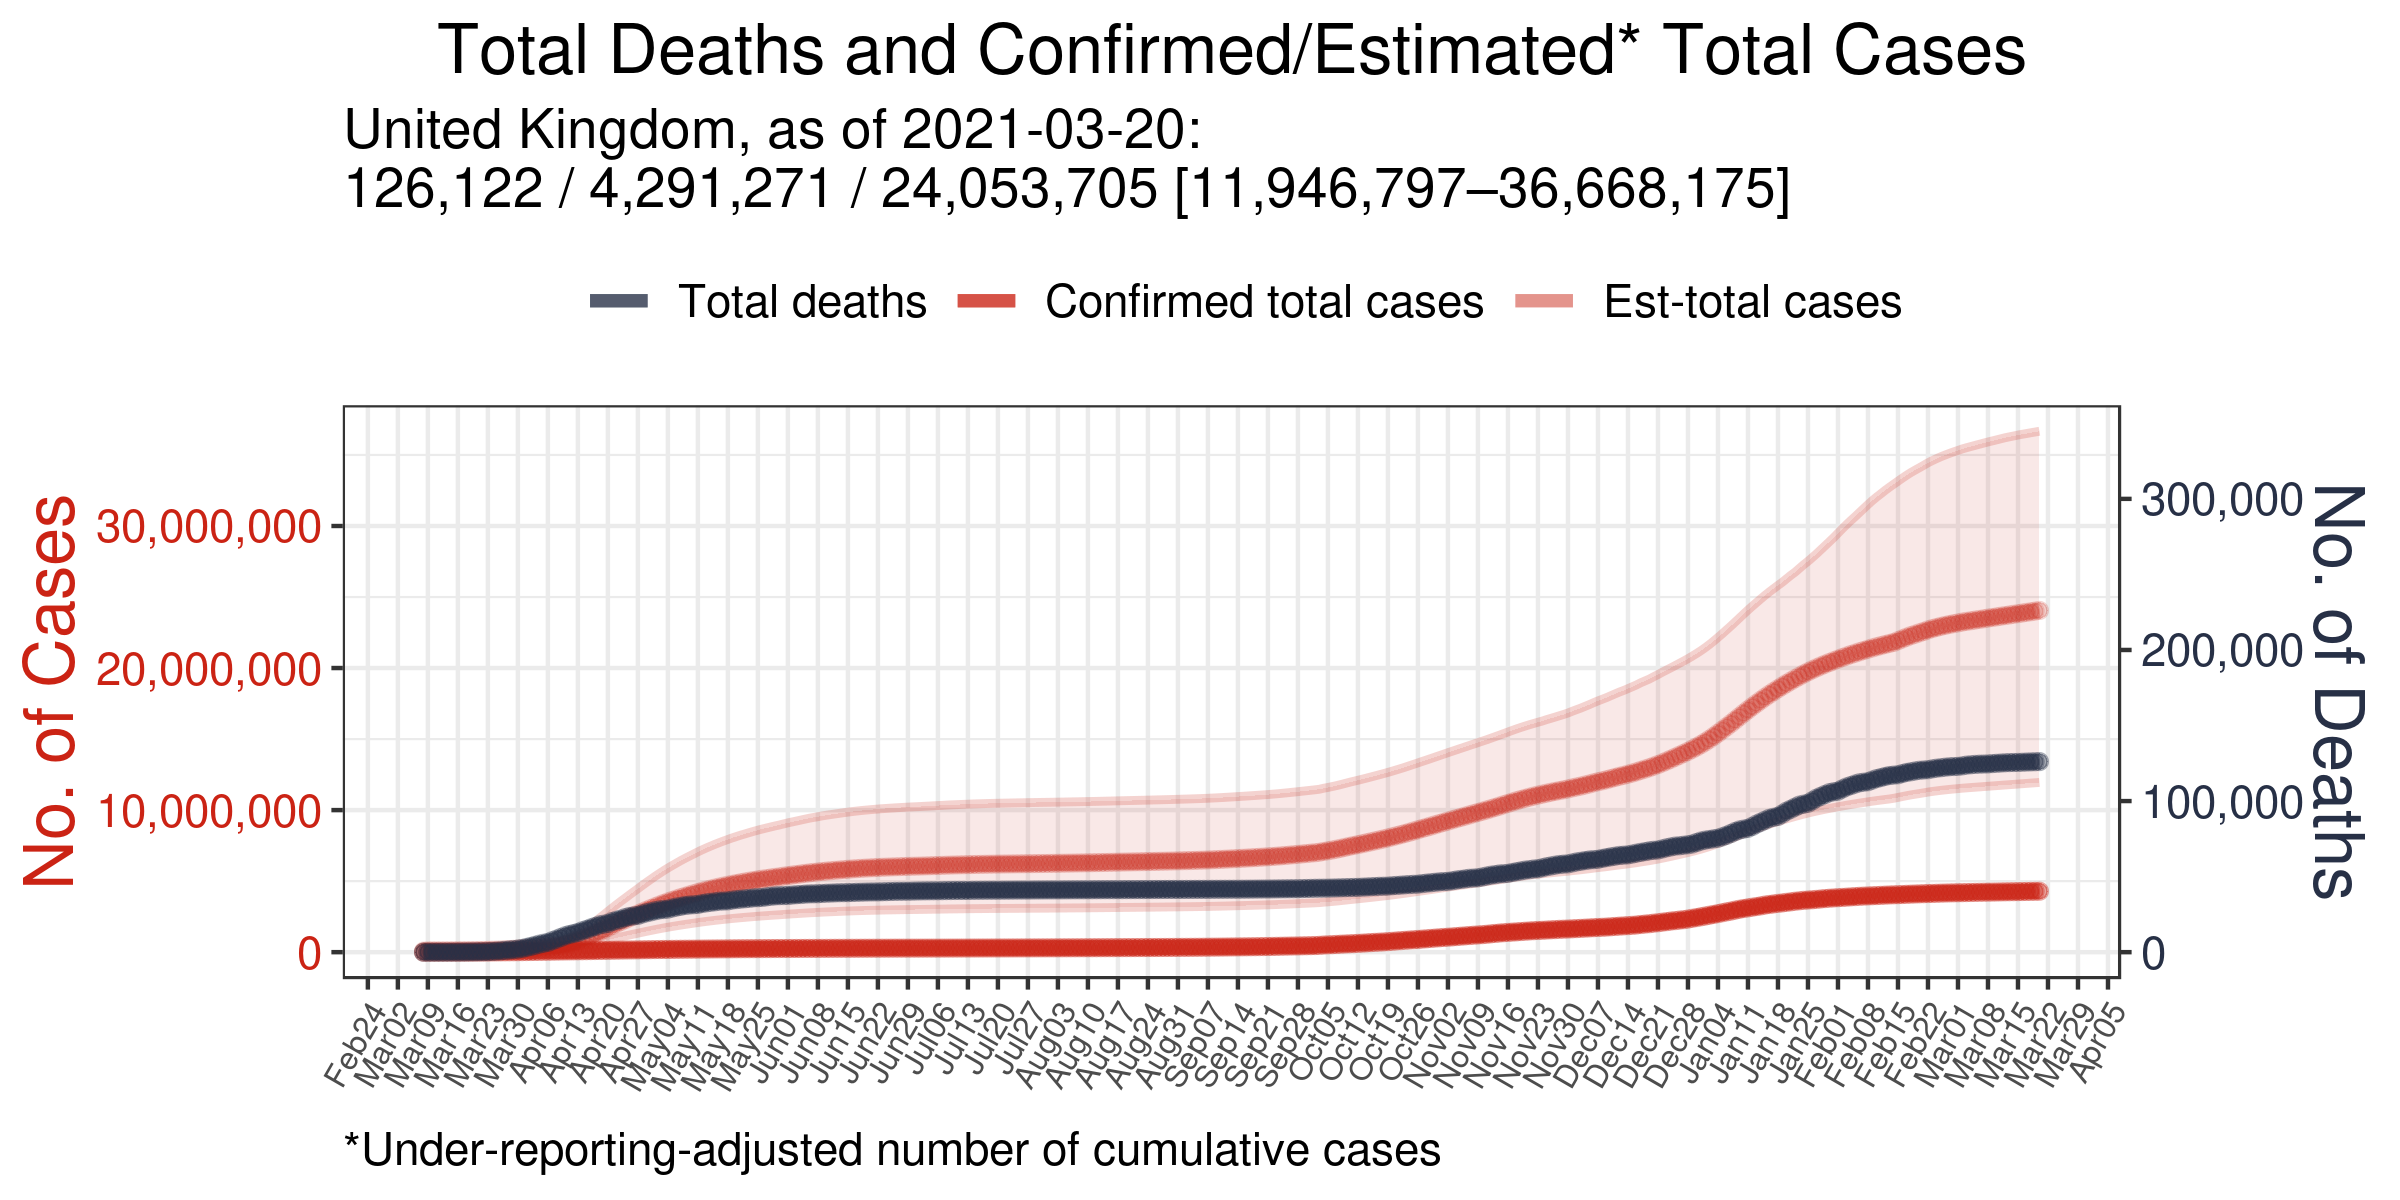 Total Deaths and Confirmed/Estimated* Total Cases
United Kingdom, as of 2021-03-20:
126,122 / 4,291,271 / 24,053,705 [11,946,797–36,668,175]
Total deaths
Confirmed total cases
Est-total cases
No. of Cases
30,000,000
20,000,000
10,000,000
0
300,000
200,000
100,000
0
No. of Deaths
Feb24
Mar02
Mar09
Mar16
Mar23
Mar30
Apr06
Apr13
Apr20
Apr27
May04
May11
May18
May25
Jun01
Jun08
Jun15
Jun22
Jun29
Jul06
Jul13
Jul20
Jul27
Aug03
Aug10
Aug17
Aug24
Aug31
Sep07
Sep14
Sep21
Sep28
Oct05
Oct12
Oct19
Oct26
Nov02
Nov09
Nov16
Nov23
Nov30
Dec07
Dec14
Dec21
Dec28
Jan04
Jan11
Jan18
Jan25
Feb01
Feb08
Feb15
Feb22
Mar01
Mar08
Mar15
Mar22
Mar29
Apr05
*Under-reporting-adjusted number of cumulative cases